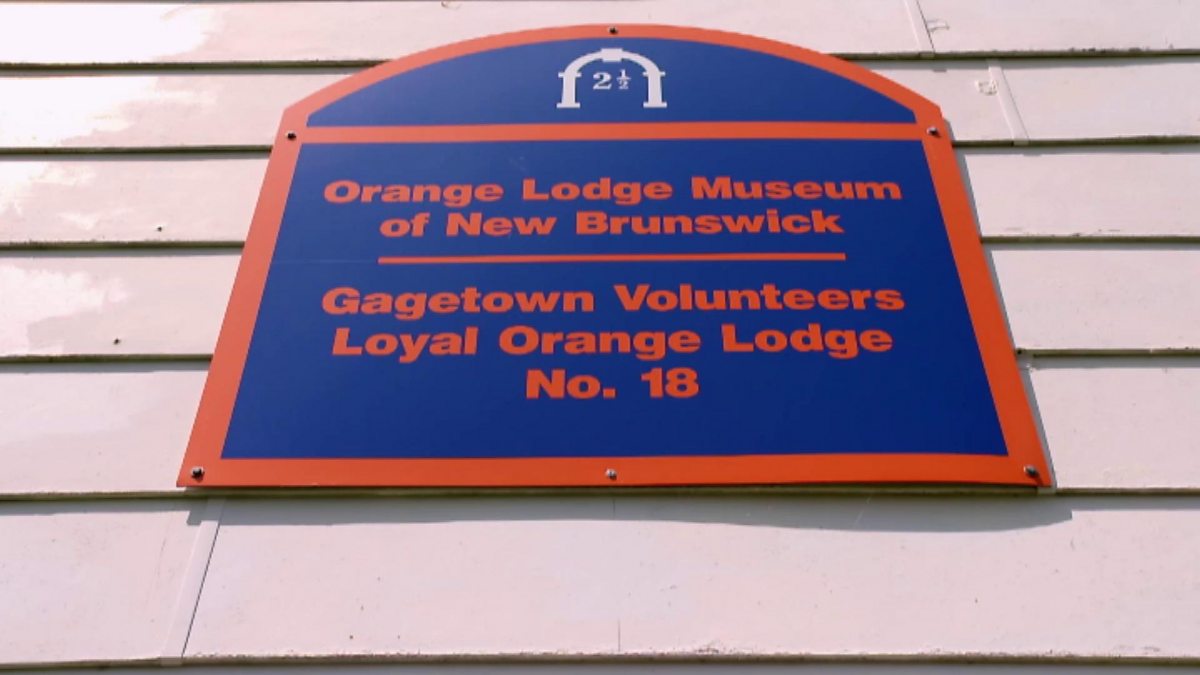 2½
Orange Lodge Museum
of New Brunswick
Gagetown Volunteers
Loyal Orange Lodge
No. 18